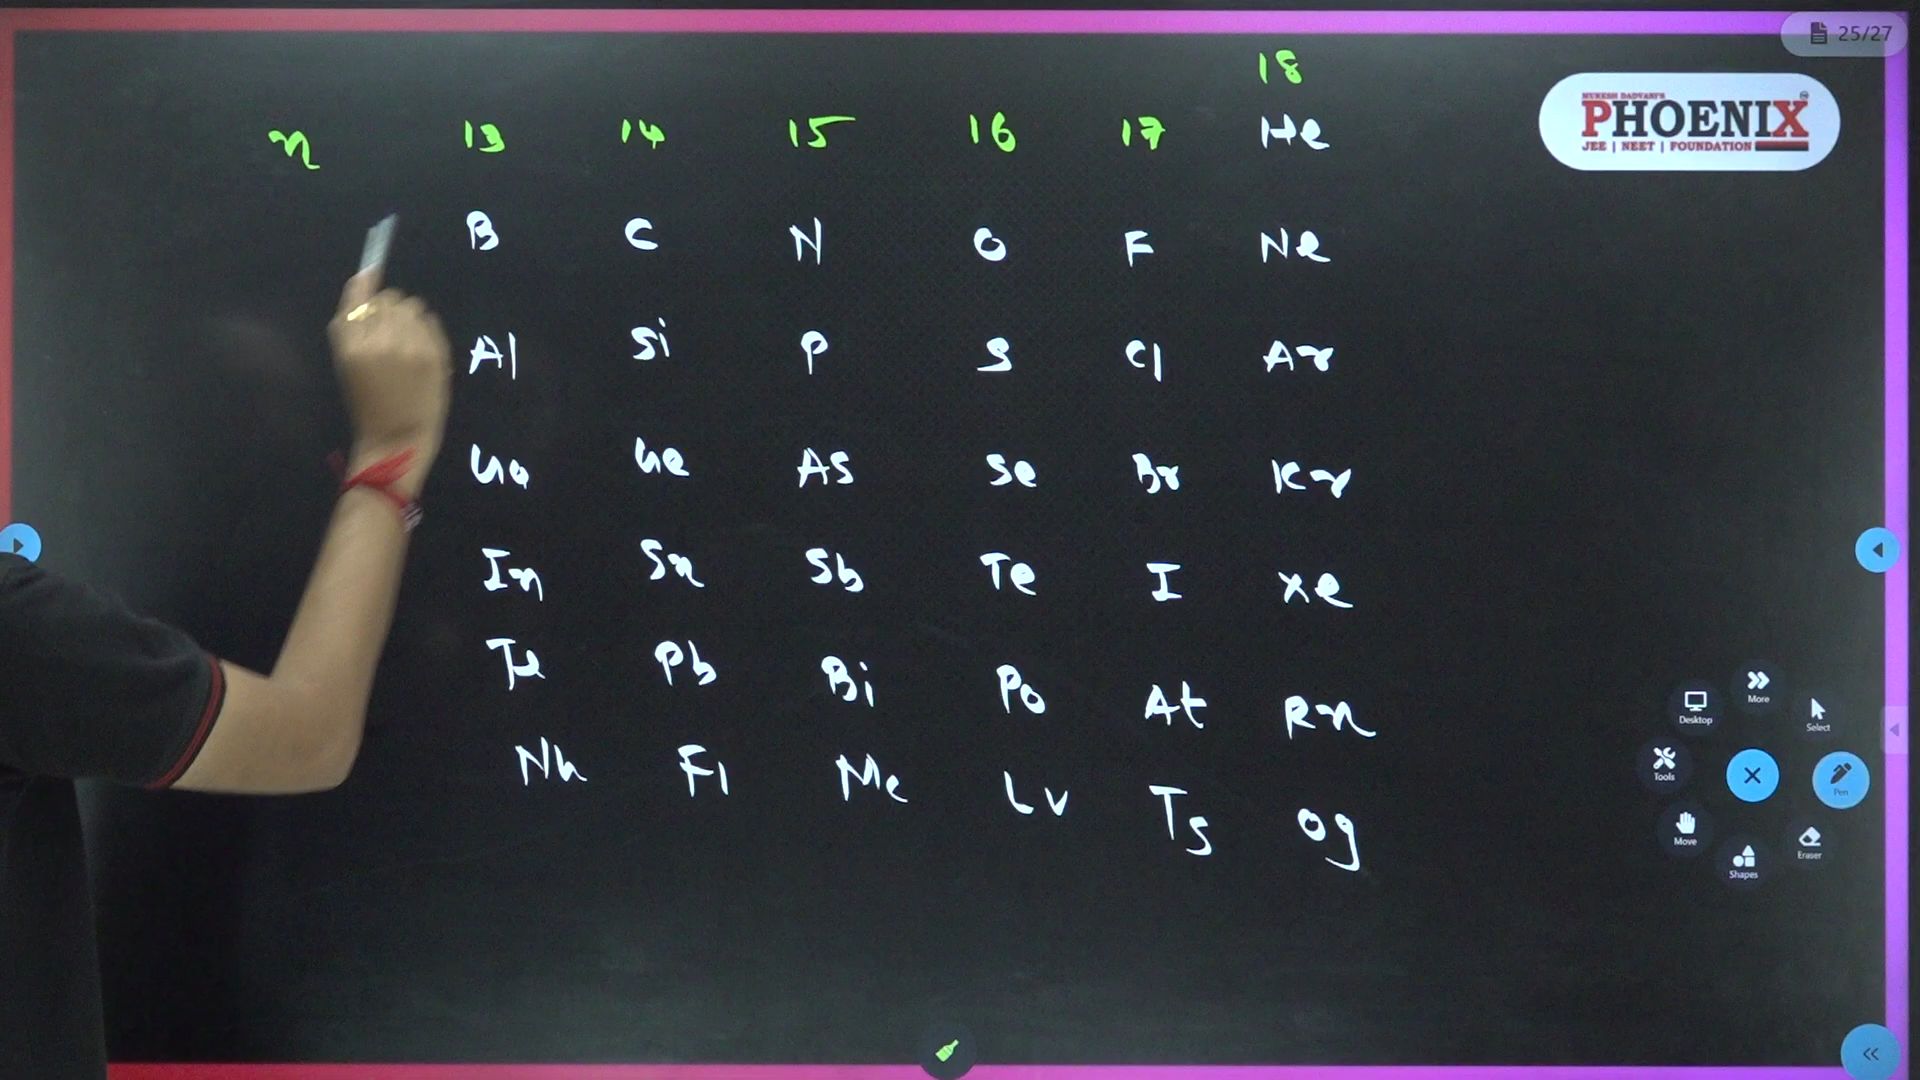 25/27
18
n 13 14 15 16 17 He
MUKESH DADVANI'S
PHOENIX
JEE | NEET | FOUNDATION
B C N O F Ne
Al Si P S Cl Ar
Ga Ge As Se Br Kr
In Sn Sb Te I Xe
Tl Pb Bi Po At Rn
Nh Fl Mc Lv Ts Og
More
Desktop
Select
Tools
Pen
Move
Eraser
Shapes